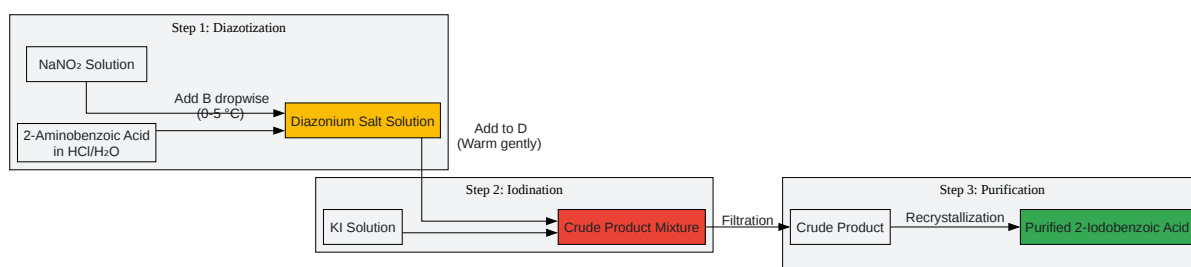 Step 1: Diazotization
NaNO₂ Solution
Add B dropwise
(0-5 °C)
Diazonium Salt Solution
2-Aminobenzoic Acid
in HCl/H₂O
Add to D
(Warm gently)
Step 2: Iodination
KI Solution
Crude Product Mixture
Filtration
Step 3: Purification
Crude Product
Recrystallization
Purified 2-Iodobenzoic Acid